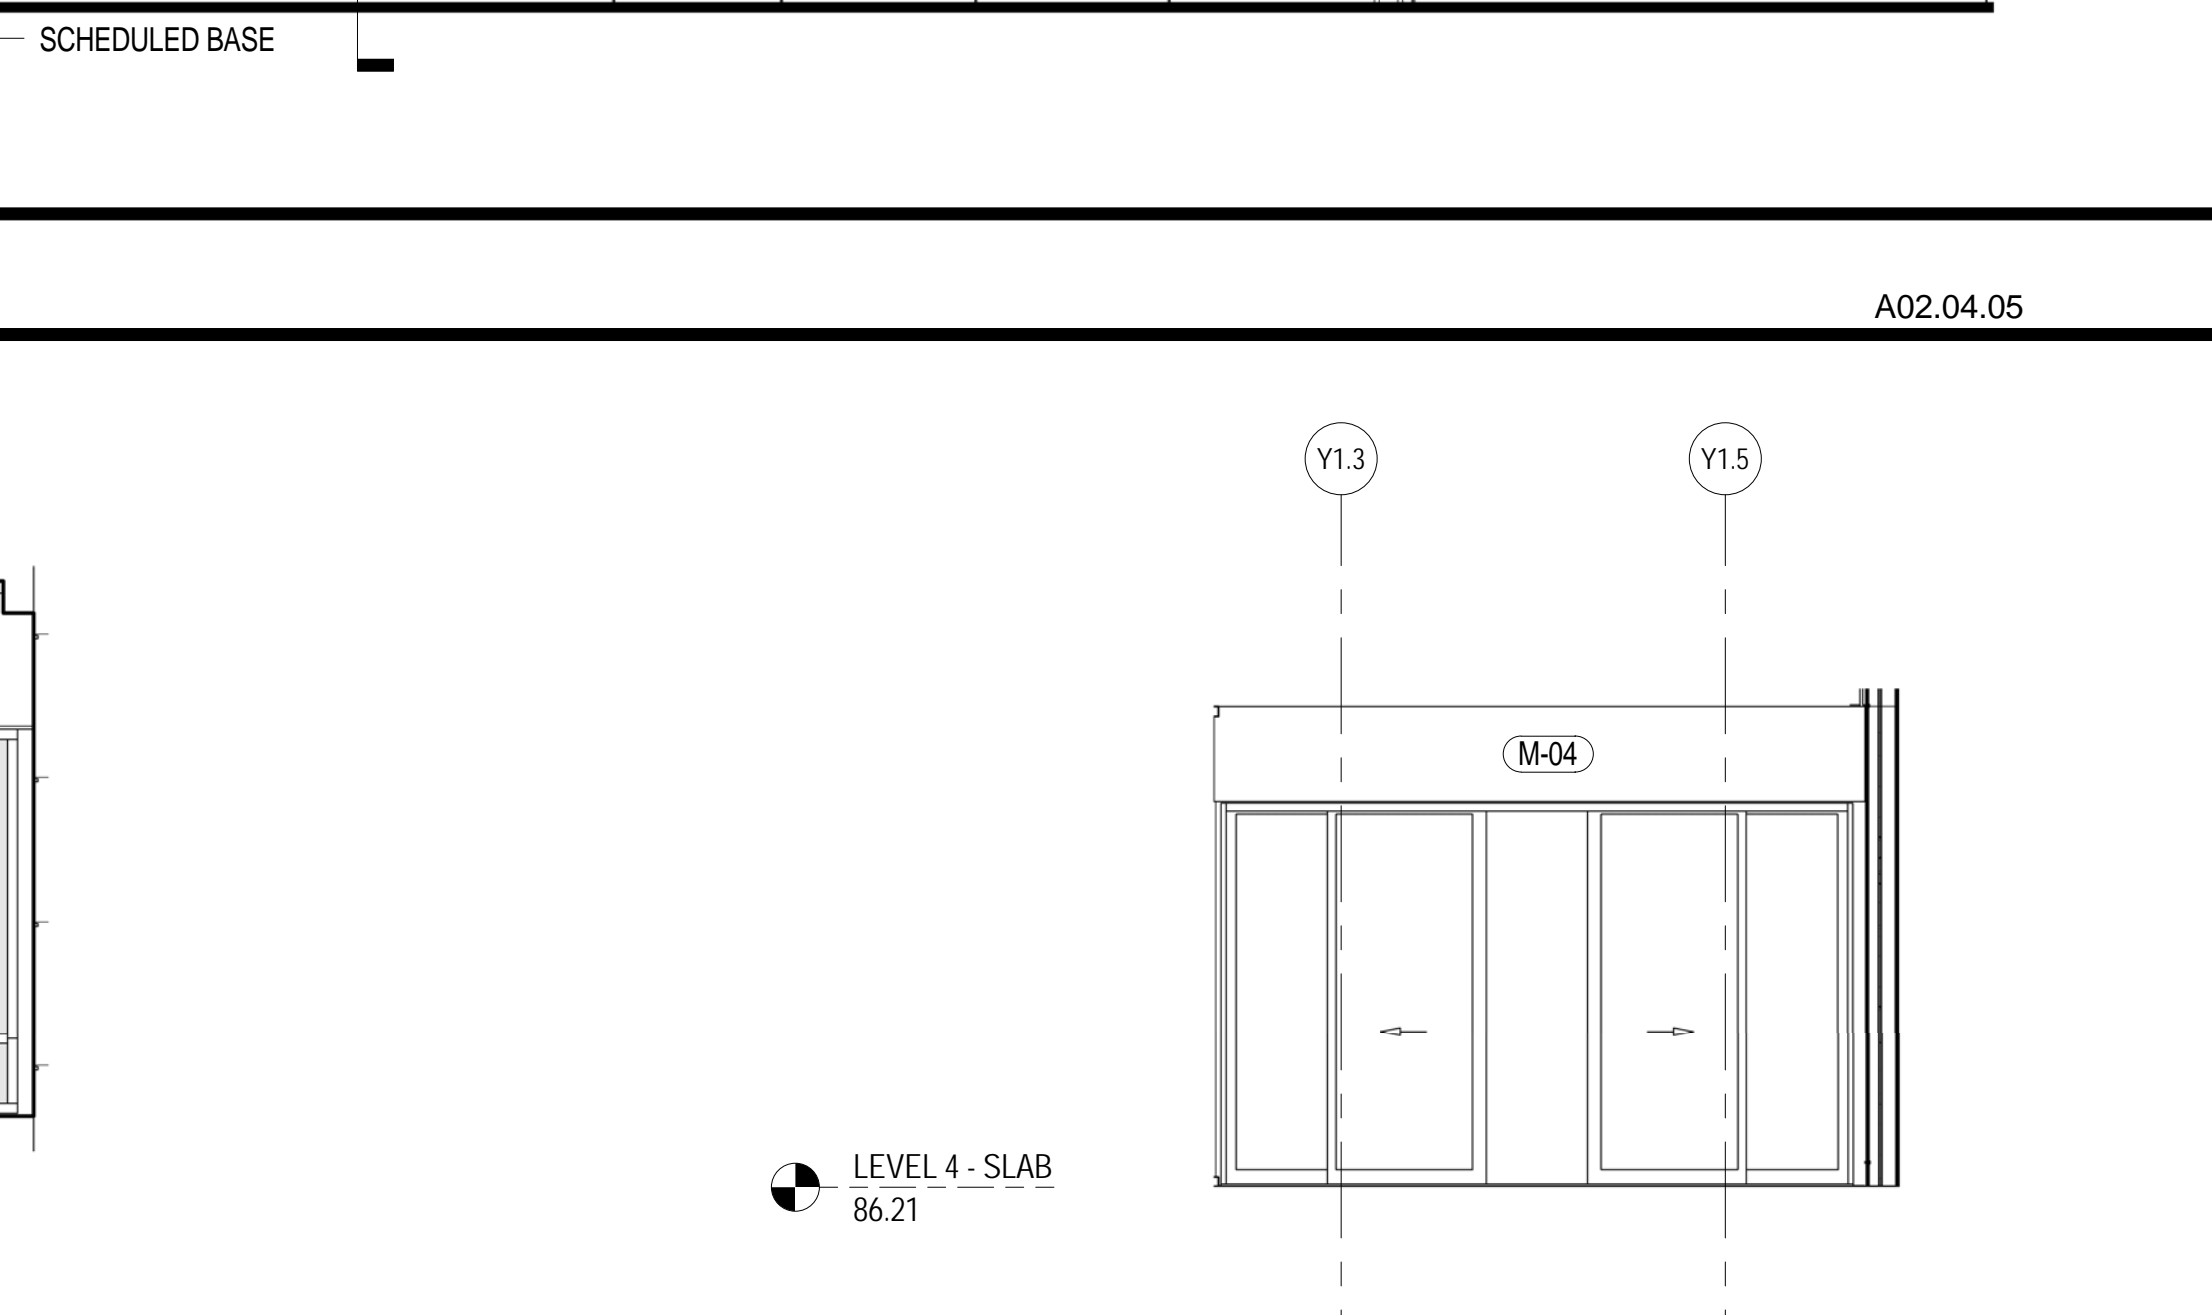 SCHEDULED BASE
A02.04.05
Y1.3
Y1.5
M-04
LEVEL 4 - SLAB
86.21